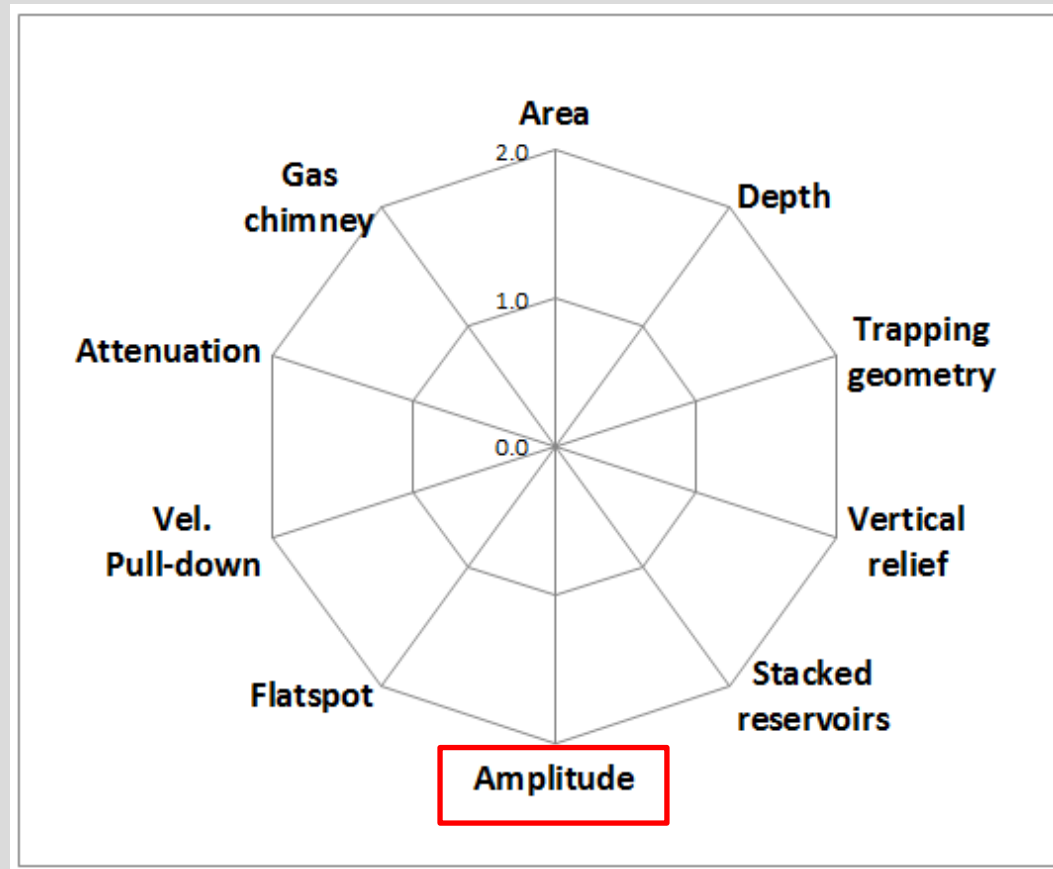 Area
2.0
Gas
chimney
Depth
1.0
Trapping
geometry
Attenuation
0.0
Vel.
Pull-down
Vertical
relief
Stacked
reservoirs
Flatspot
Amplitude